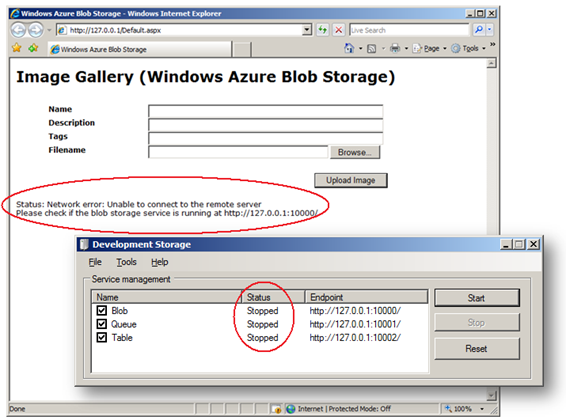 Windows Azure Blob Storage - Windows Internet Explorer
http://127.0.0.1/Default.aspx
Live Search
Windows Azure Blob Storage
Page
Tools
Image Gallery (Windows Azure Blob Storage)
Name
Description
Tags
Filename
Browse...
Upload Image
Status: Network error: Unable to connect to the remote server
Please check if the blob storage service is running at http://127.0.0.1:10000/
Development Storage
File Tools Help
Service management
Name Status Endpoint
Blob Stopped http://127.0.0.1:10000/
Queue Stopped http://127.0.0.1:10001/
Table Stopped http://127.0.0.1:10002/
Start
Stop
Reset
Done
Internet | Protected Mode: Off
100%